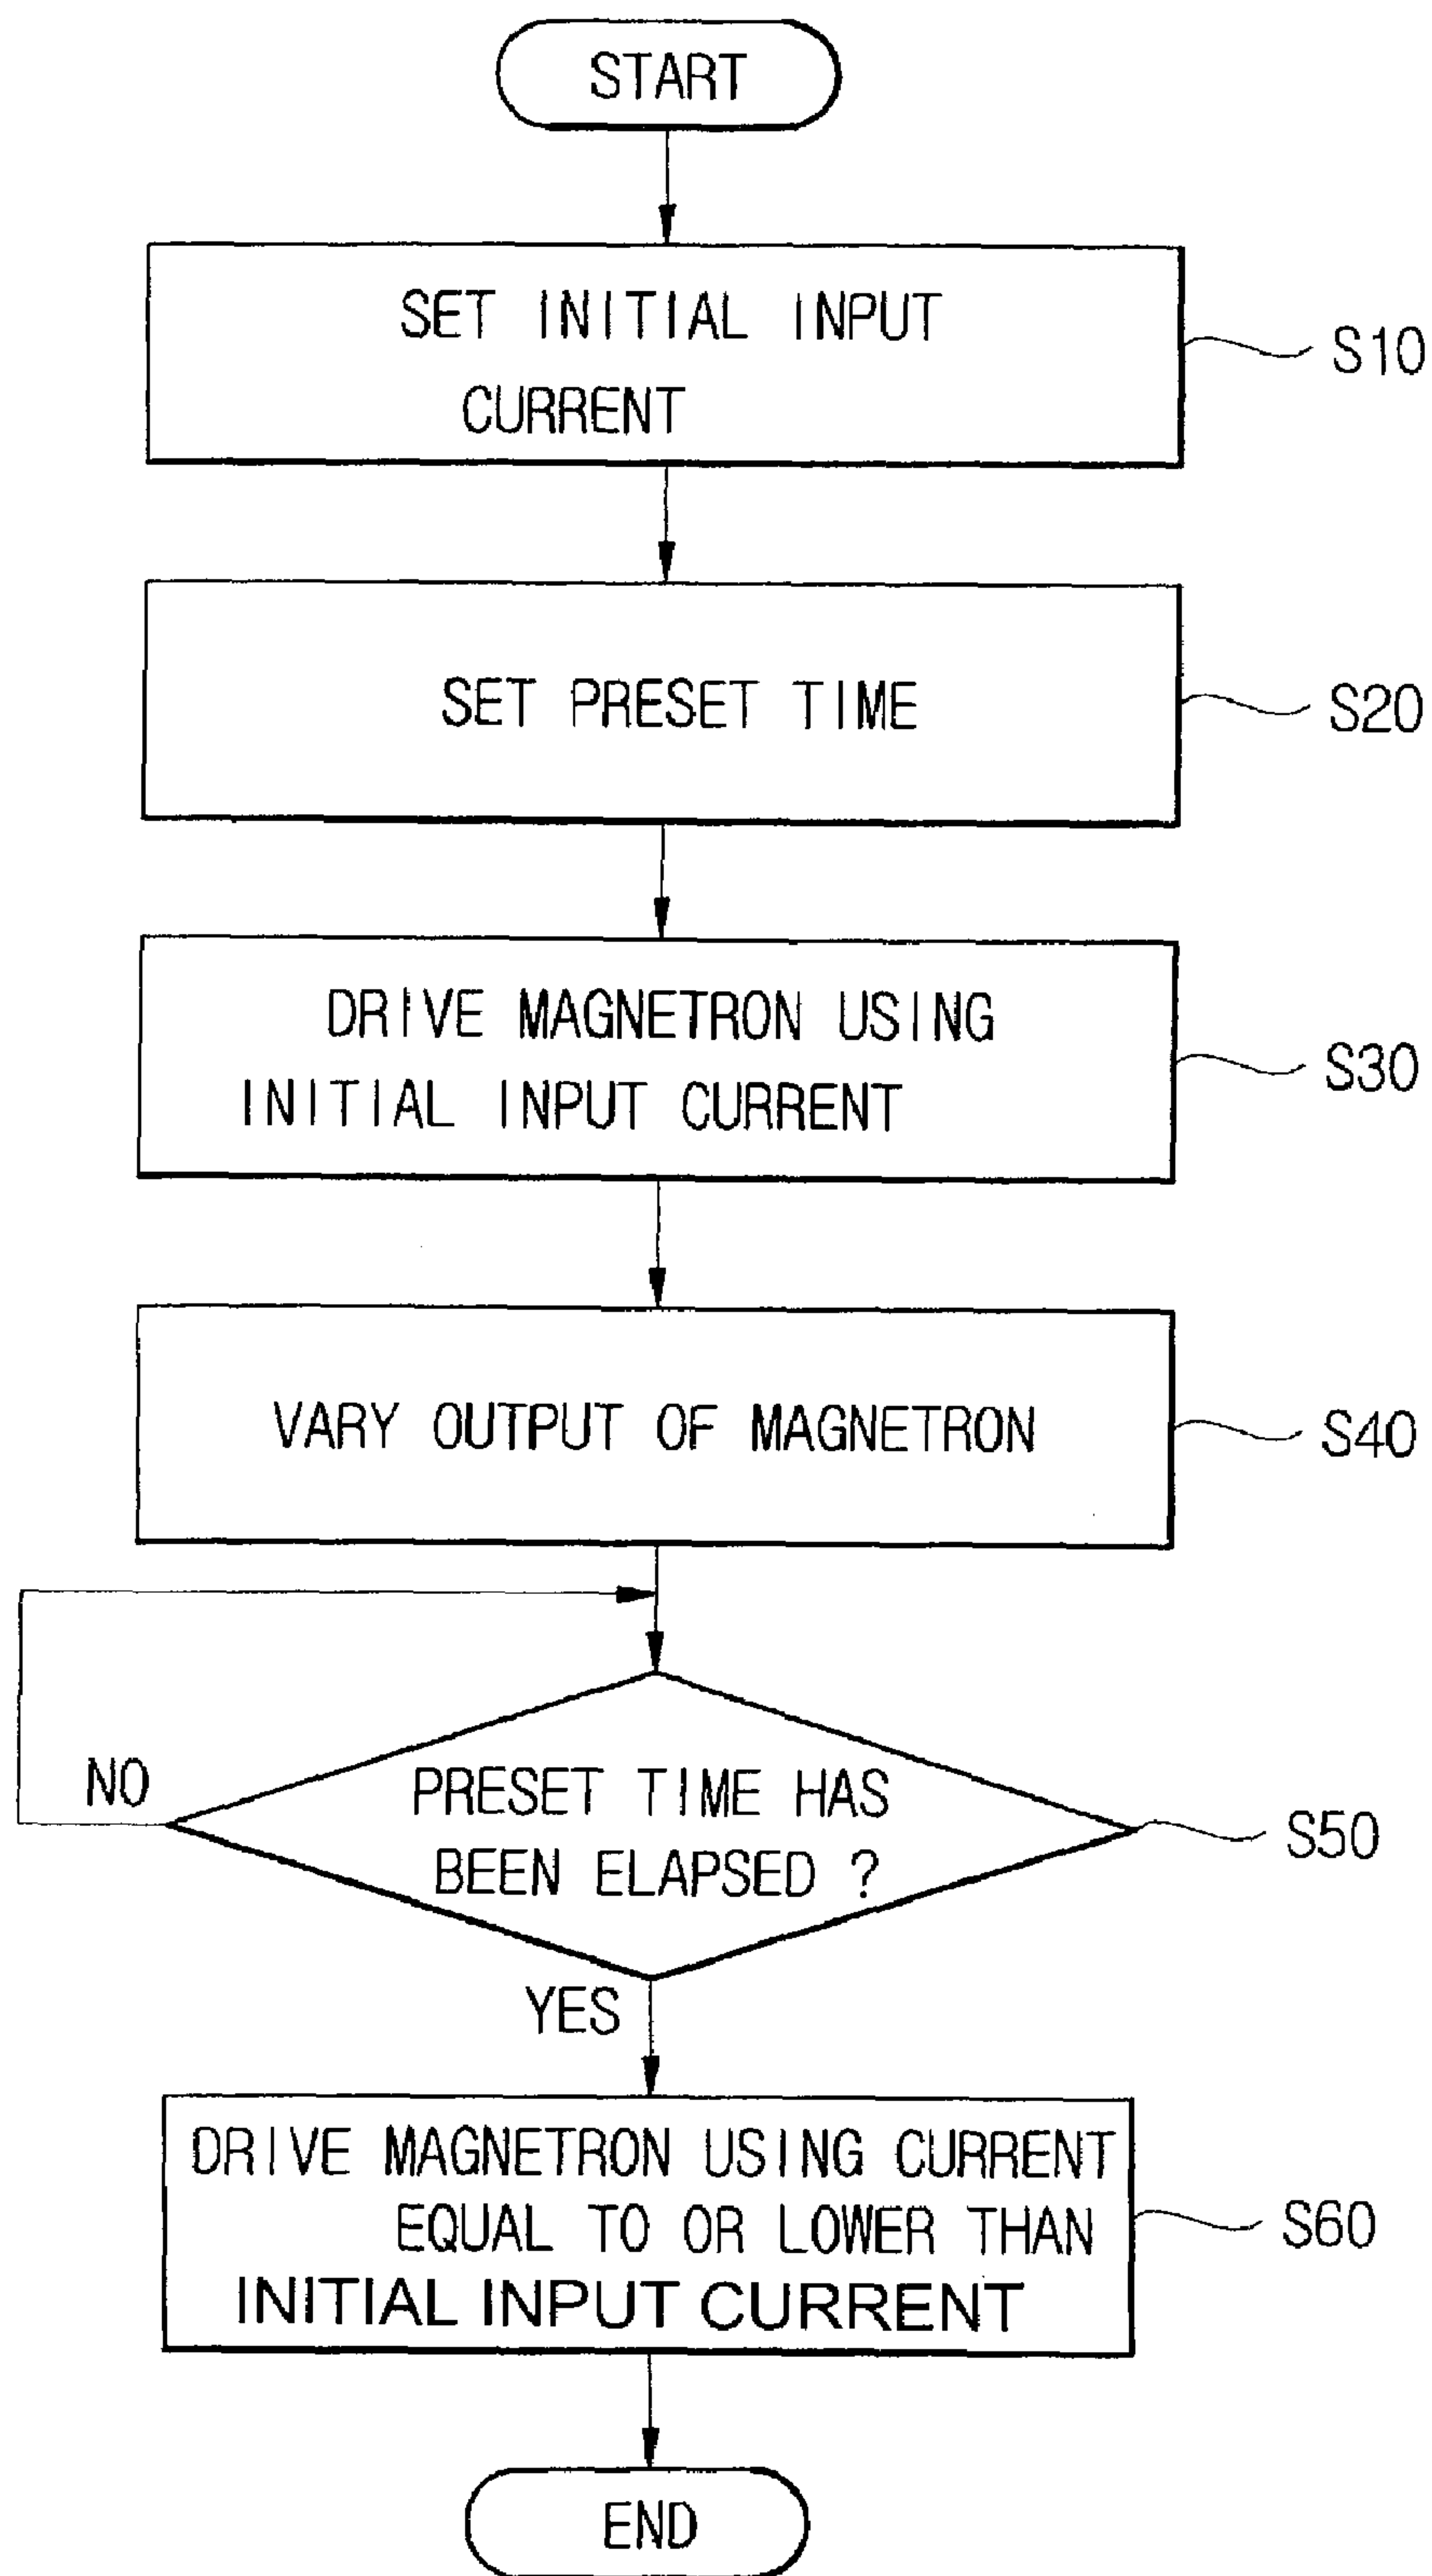 START
SET INITIAL INPUT
CURRENT
S10
SET PRESET TIME
S20
DRIVE MAGNETRON USING
INITIAL INPUT CURRENT
S30
VARY OUTPUT OF MAGNETRON
S40
NO
PRESET TIME HAS
BEEN ELAPSED ?
S50
YES
DRIVE MAGNETRON USING CURRENT
EQUAL TO OR LOWER THAN
INITIAL INPUT CURRENT
S60
END